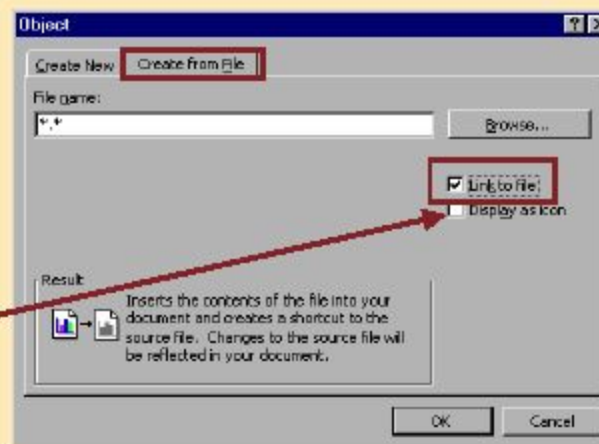 Object
Create New
Create from File
File name:
*.*
Browse...
Link to file
Display as icon
Result
Inserts the contents of the file into your
document and creates a shortcut to the
source file. Changes to the source file will
be reflected in your document.
OK
Cancel